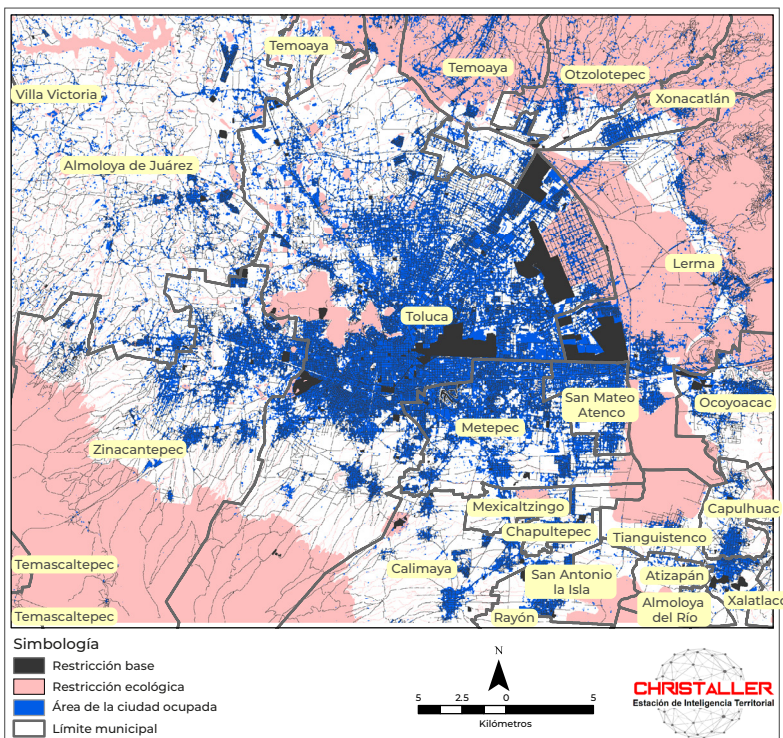 Temoaya
Temoaya
Otzolotepec
Villa Victoria
Xonacatlán
Almoloya de Juárez
Lerma
Toluca
San Mateo
Atenco
Ocoyoacac
Metepec
Zinacantepec
Mexicaltzingo
Capulhuac
Chapultepec
Tianguistenco
Temascaltepec
Calimaya
San Antonio
la Isla
Atizapán
Almoloya
del Río
Xalatlaco
Temascaltepec
Rayón
Simbología
Restricción base
Restricción ecológica
Área de la ciudad ocupada
Límite municipal
N
5 2.5 0 5
Kilómetros
CHRISTALLER
Estación de Inteligencia Territorial